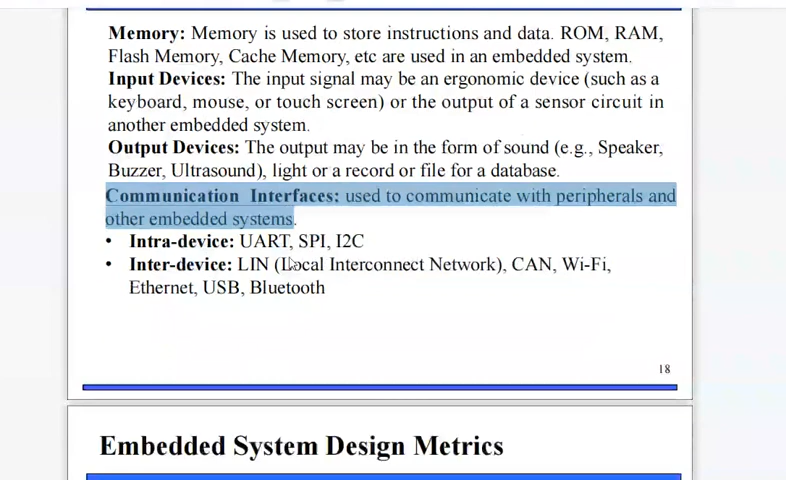 Memory: Memory is used to store instructions and data. ROM, RAM,
Flash Memory, Cache Memory, etc are used in an embedded system.
Input Devices: The input signal may be an ergonomic device (such as a
keyboard, mouse, or touch screen) or the output of a sensor circuit in
another embedded system.
Output Devices: The output may be in the form of sound (e.g., Speaker,
Buzzer, Ultrasound), light or a record or file for a database.
Communication Interfaces: used to communicate with peripherals and
other embedded systems.
• Intra-device: UART, SPI, I2C
• Inter-device: LIN (Local Interconnect Network), CAN, Wi-Fi,
Ethernet, USB, Bluetooth
18
Embedded System Design Metrics